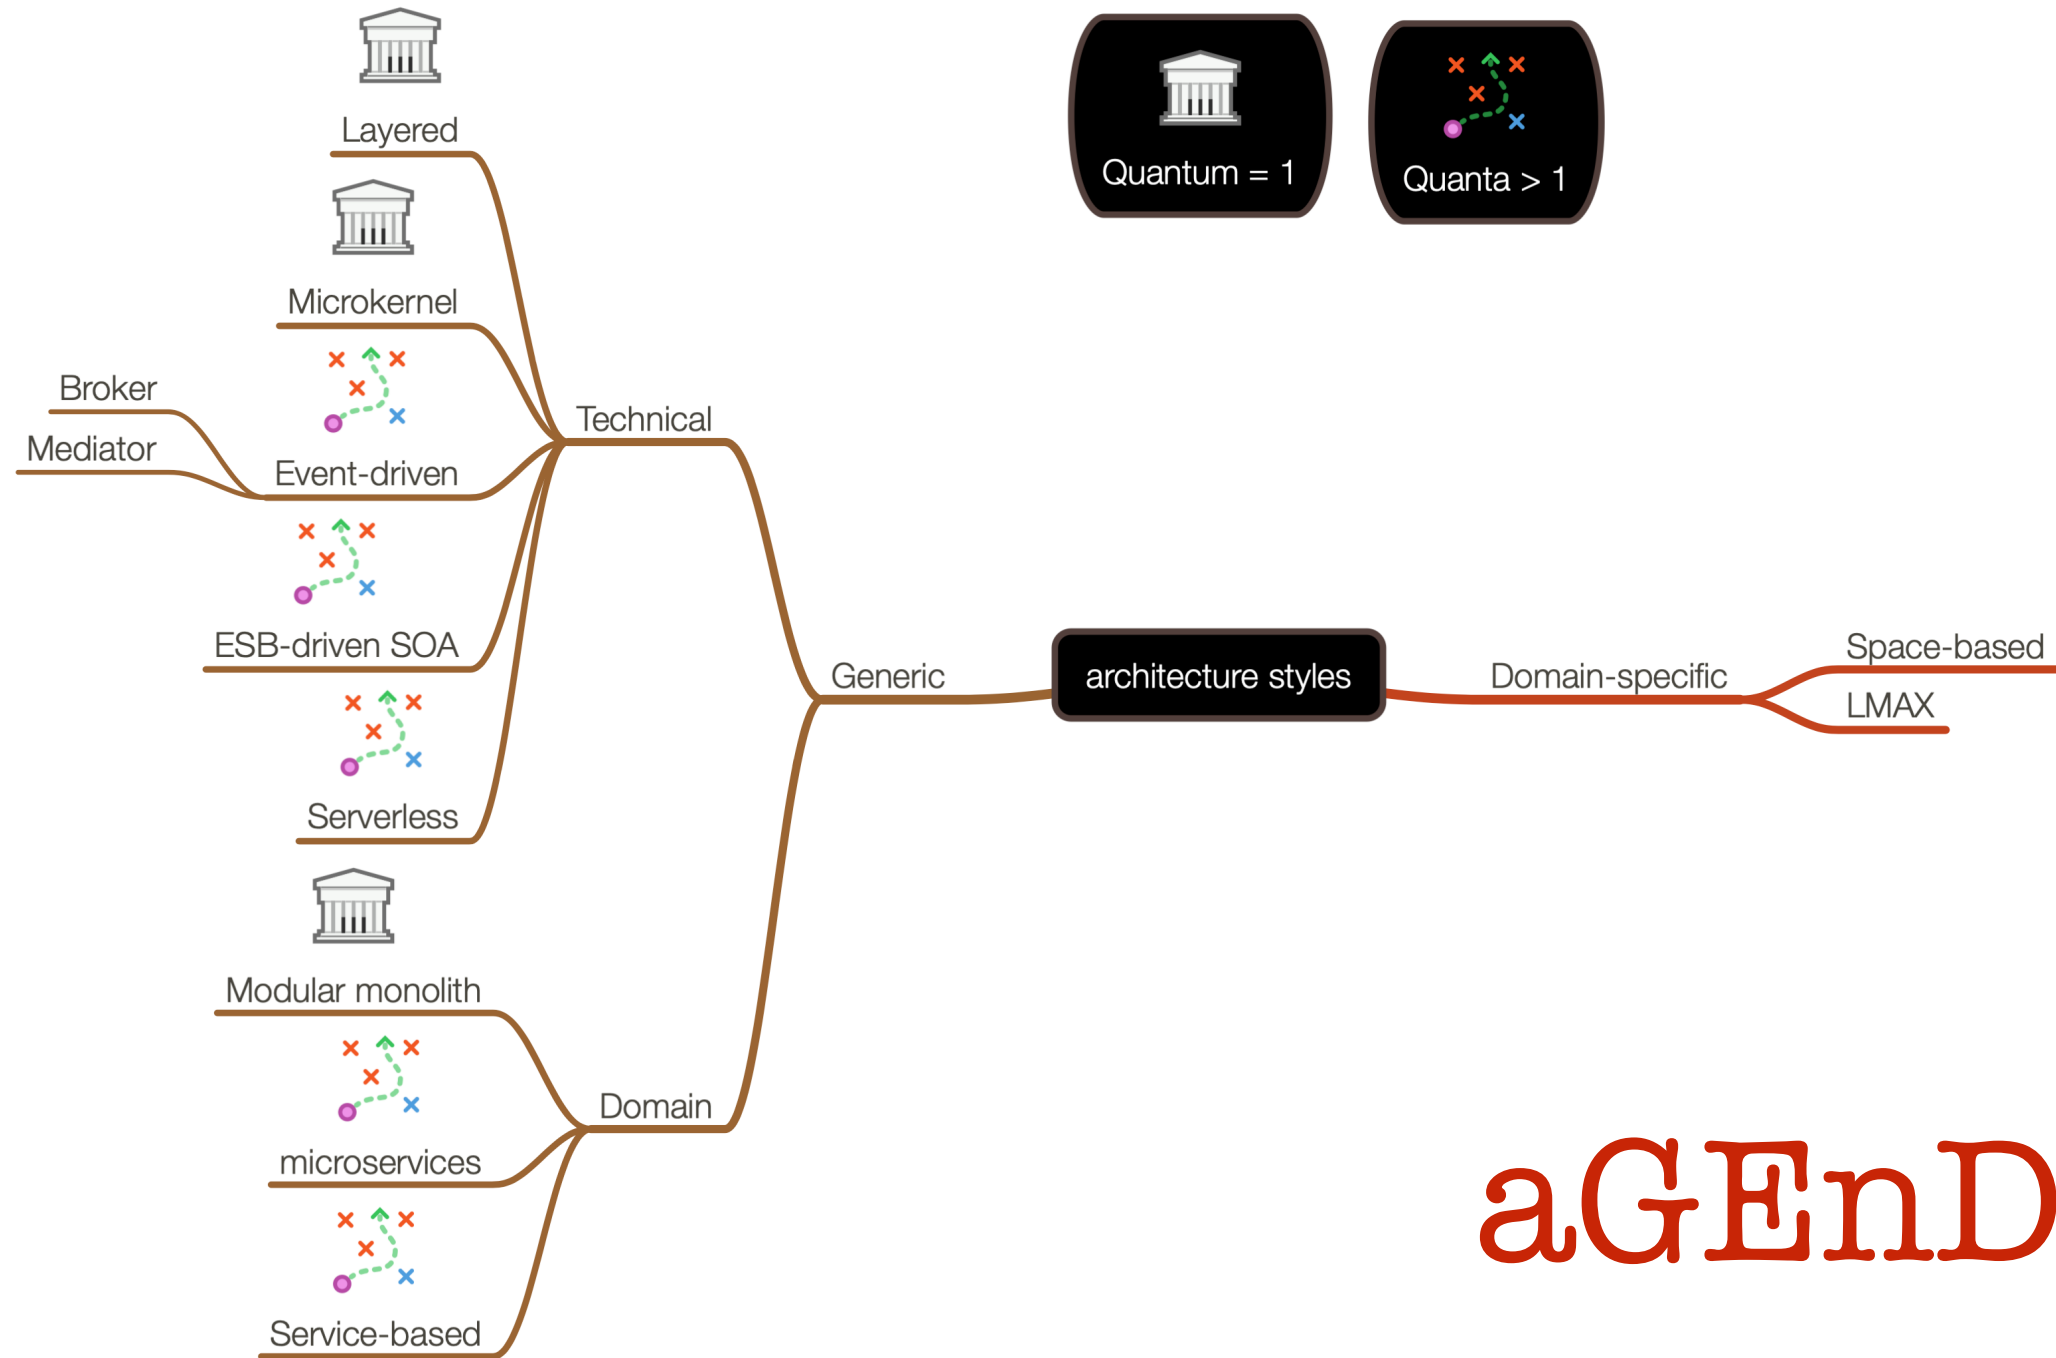 Quantum = 1
Quanta > 1
Layered
Microkernel
Broker
Mediator
Event-driven
Technical
ESB-driven SOA
Serverless
Generic
architecture styles
Domain-specific
Space-based
LMAX
Modular monolith
microservices
Service-based
Domain
aGEnD